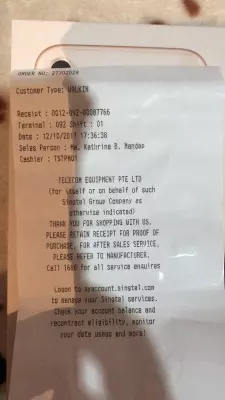 ORDER NO: 27702028
Customer Type: WALKIN
Receipt : 0012-092-00087766
Terminal : 092 Shift : 01
Date : 12/10/2017 17:36:38
Sales Person : Ma. Kathrina B. Mandap
Cashier : TSTPA01
TELECOM EQUIPMENT PTE LTD
(for itself or on behalf of such
Singtel Group Company as
otherwise indicated)
THANK YOU FOR SHOPPING WITH US.
PLEASE RETAIN RECEIPT FOR PROOF OF
PURCHASE. FOR AFTER SALES SERVICE,
PLEASE REFER TO MANUFACTURER.
Call 1688 for all service enquires
Logon to myaccount.singtel.com
to manage your Singtel services.
Check your account balance and
recontract eligibility, monitor
your data usage and more!